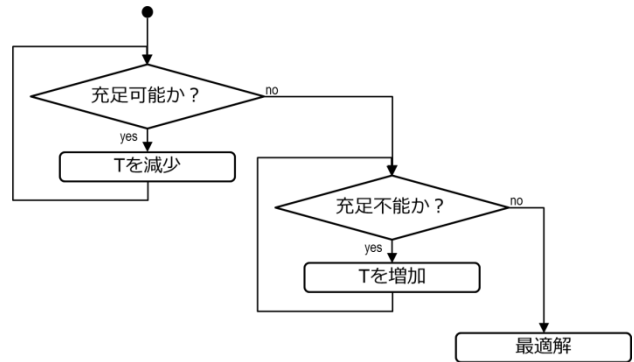 充足可能か？
no
yes
Tを減少
充足不能か？
no
yes
Tを増加
最適解